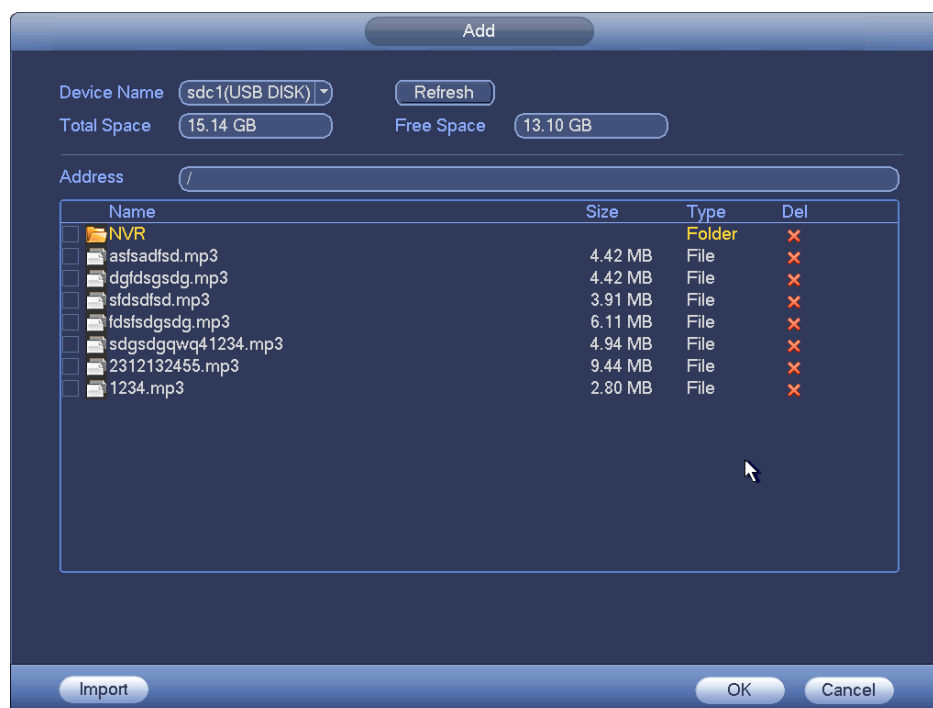 Add
Device Name sdc1(USB DISK) Refresh
Total Space 15.14 GB Free Space 13.10 GB
Address /
Name Size Type Del
NVR Folder
asfsadfsd.mp3 4.42 MB File
dgfdsgsdg.mp3 4.42 MB File
sfdsdfsd.mp3 3.91 MB File
fdsfsdgsdg.mp3 6.11 MB File
sdgsdgqwq41234.mp3 4.94 MB File
2312132455.mp3 9.44 MB File
1234.mp3 2.80 MB File
Import OK Cancel